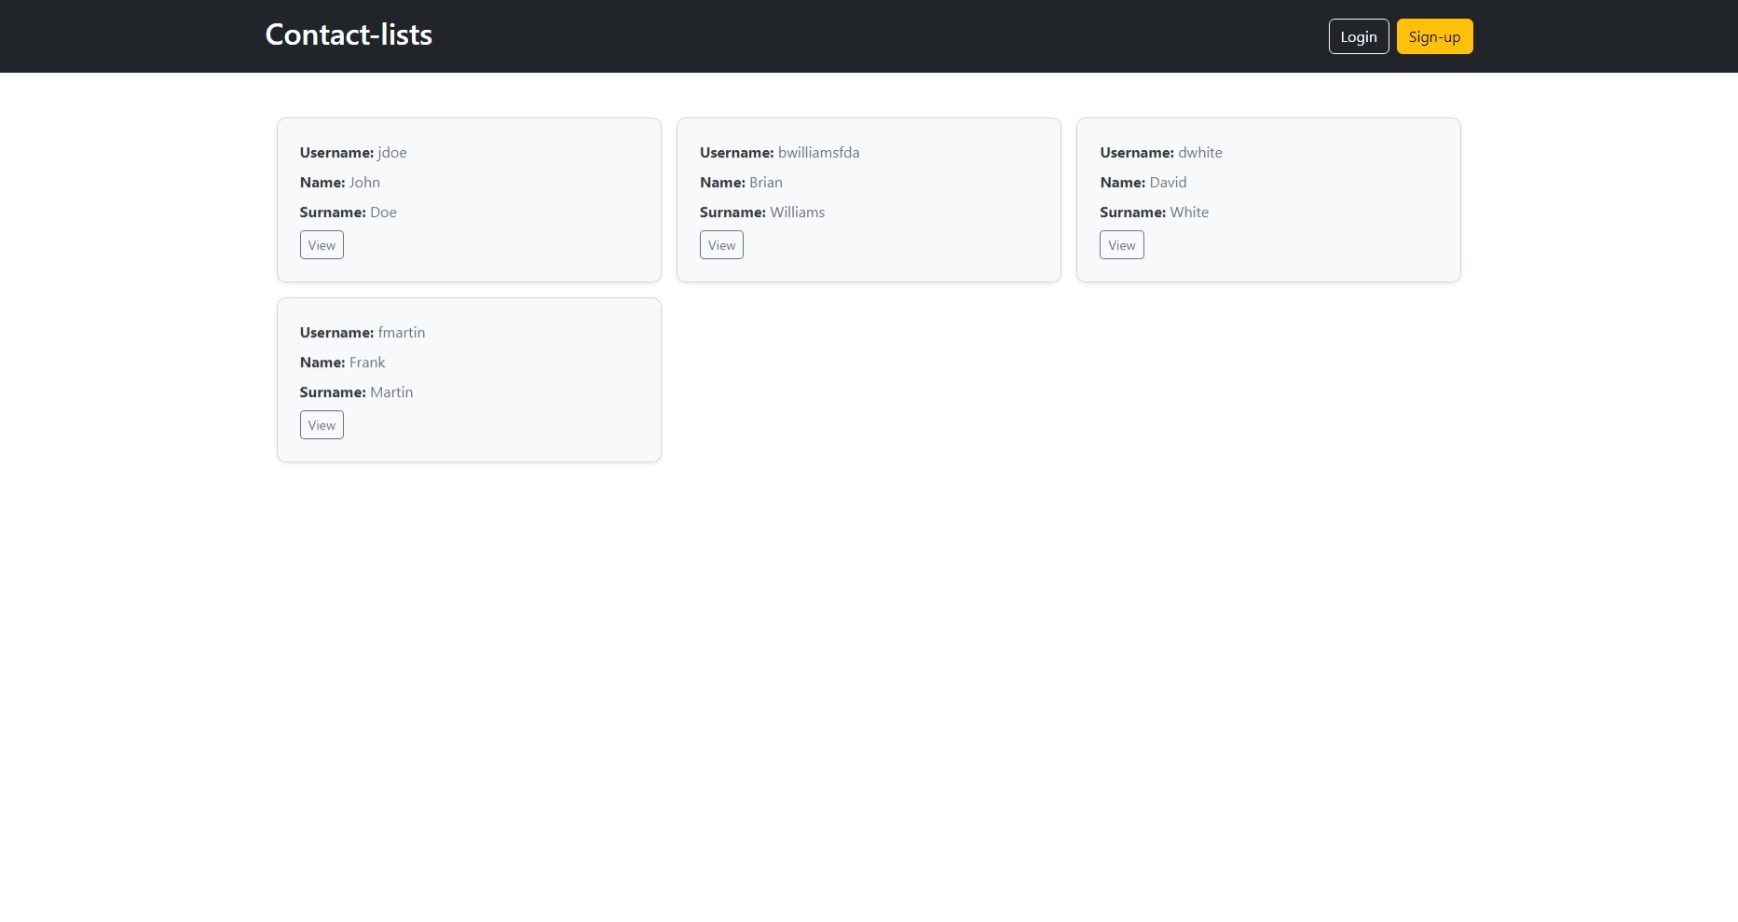 Contact-lists
Login
Sign-up
Username: jdoe
Name: John
Surname: Doe
View
Username: bwilliamsfda
Name: Brian
Surname: Williams
View
Username: dwhite
Name: David
Surname: White
View
Username: fmartin
Name: Frank
Surname: Martin
View